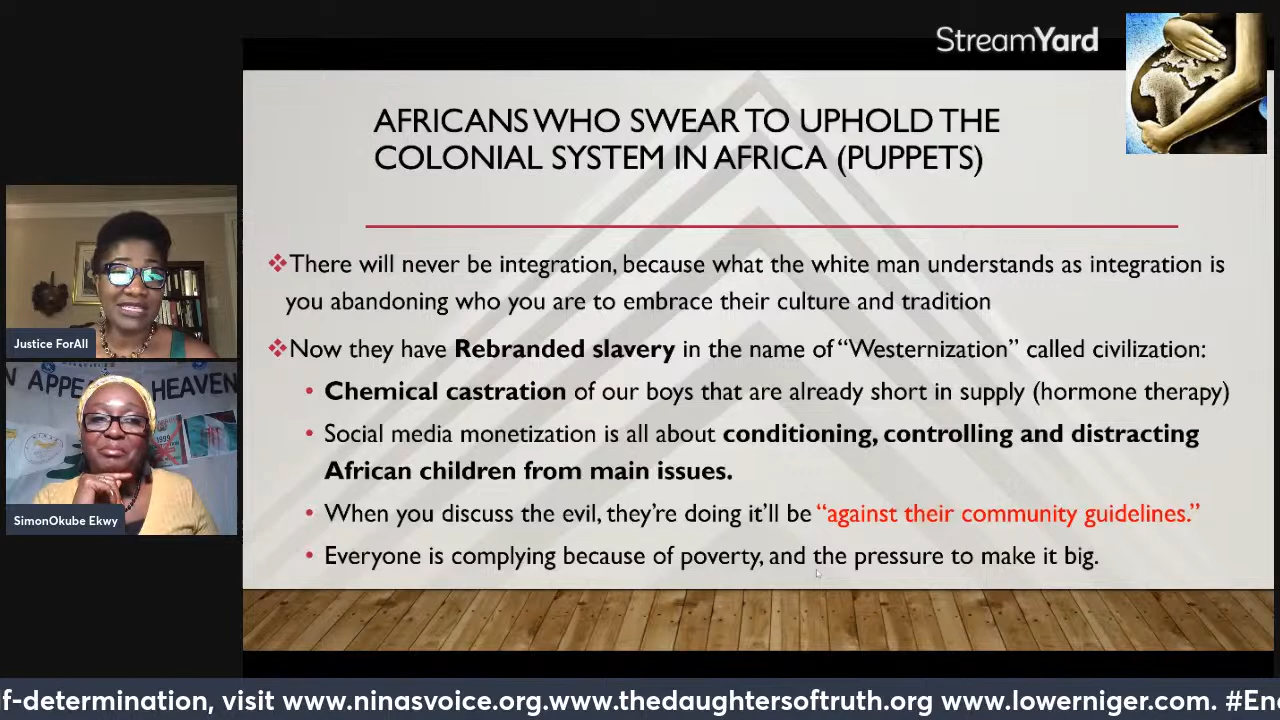 StreamYard
AFRICANS WHO SWEAR TO UPHOLD THE
COLONIAL SYSTEM IN AFRICA (PUPPETS)
❖There will never be integration, because what the white man understands as integration is
you abandoning who you are to embrace their culture and tradition
❖Now they have Rebranded slavery in the name of “Westernization” called civilization:
• Chemical castration of our boys that are already short in supply (hormone therapy)
• Social media monetization is all about conditioning, controlling and distracting
African children from main issues.
• When you discuss the evil, they’re doing it’ll be “against their community guidelines.”
• Everyone is complying because of poverty, and the pressure to make it big.
Justice ForAll
N APPEA HEAVEN
1999
SimonOkube Ekwy
lf-determination, visit www.ninasvoice.org.www.thedaughtersoftruth.org www.lowerniger.com. #En